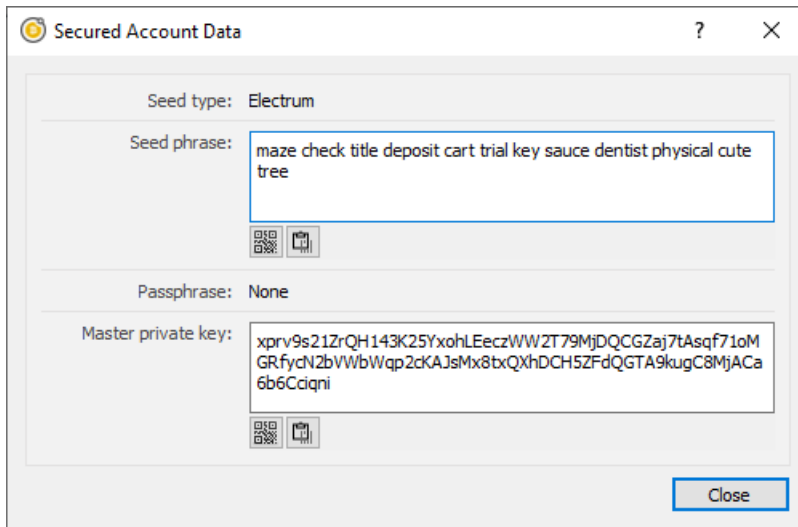 Secured Account Data
Seed type: Electrum
Seed phrase: maze check title deposit cart trial key sauce dentist physical cute
tree
Passphrase: None
Master private key: xprv9s21ZrQH143K25YxohLEeczWW2T79MjDQCGZaj7tAsqf71oM
GRfycN2bVWbWqp2cKAJsMx8txQXhDCH5ZFdQGTA9kugC8MjACa
6b6Cciqni
Close